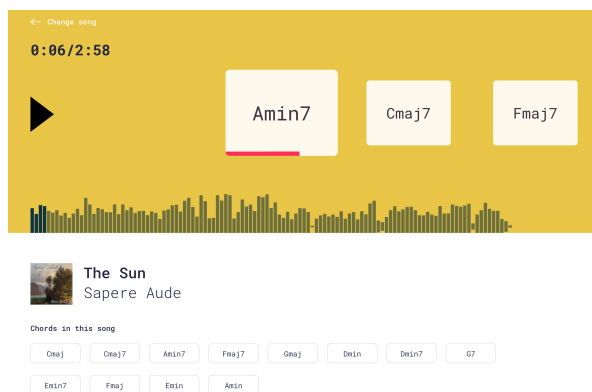 Change song
0:06/2:58
Amin7
Cmaj7
Fmaj7
The Sun
Sapere Aude
Chords in this song
Cmaj Cmaj7 Amin7 Fmaj7 Gmaj Dmin Dmin7 G7
Emin7 Fmaj Emin Amin